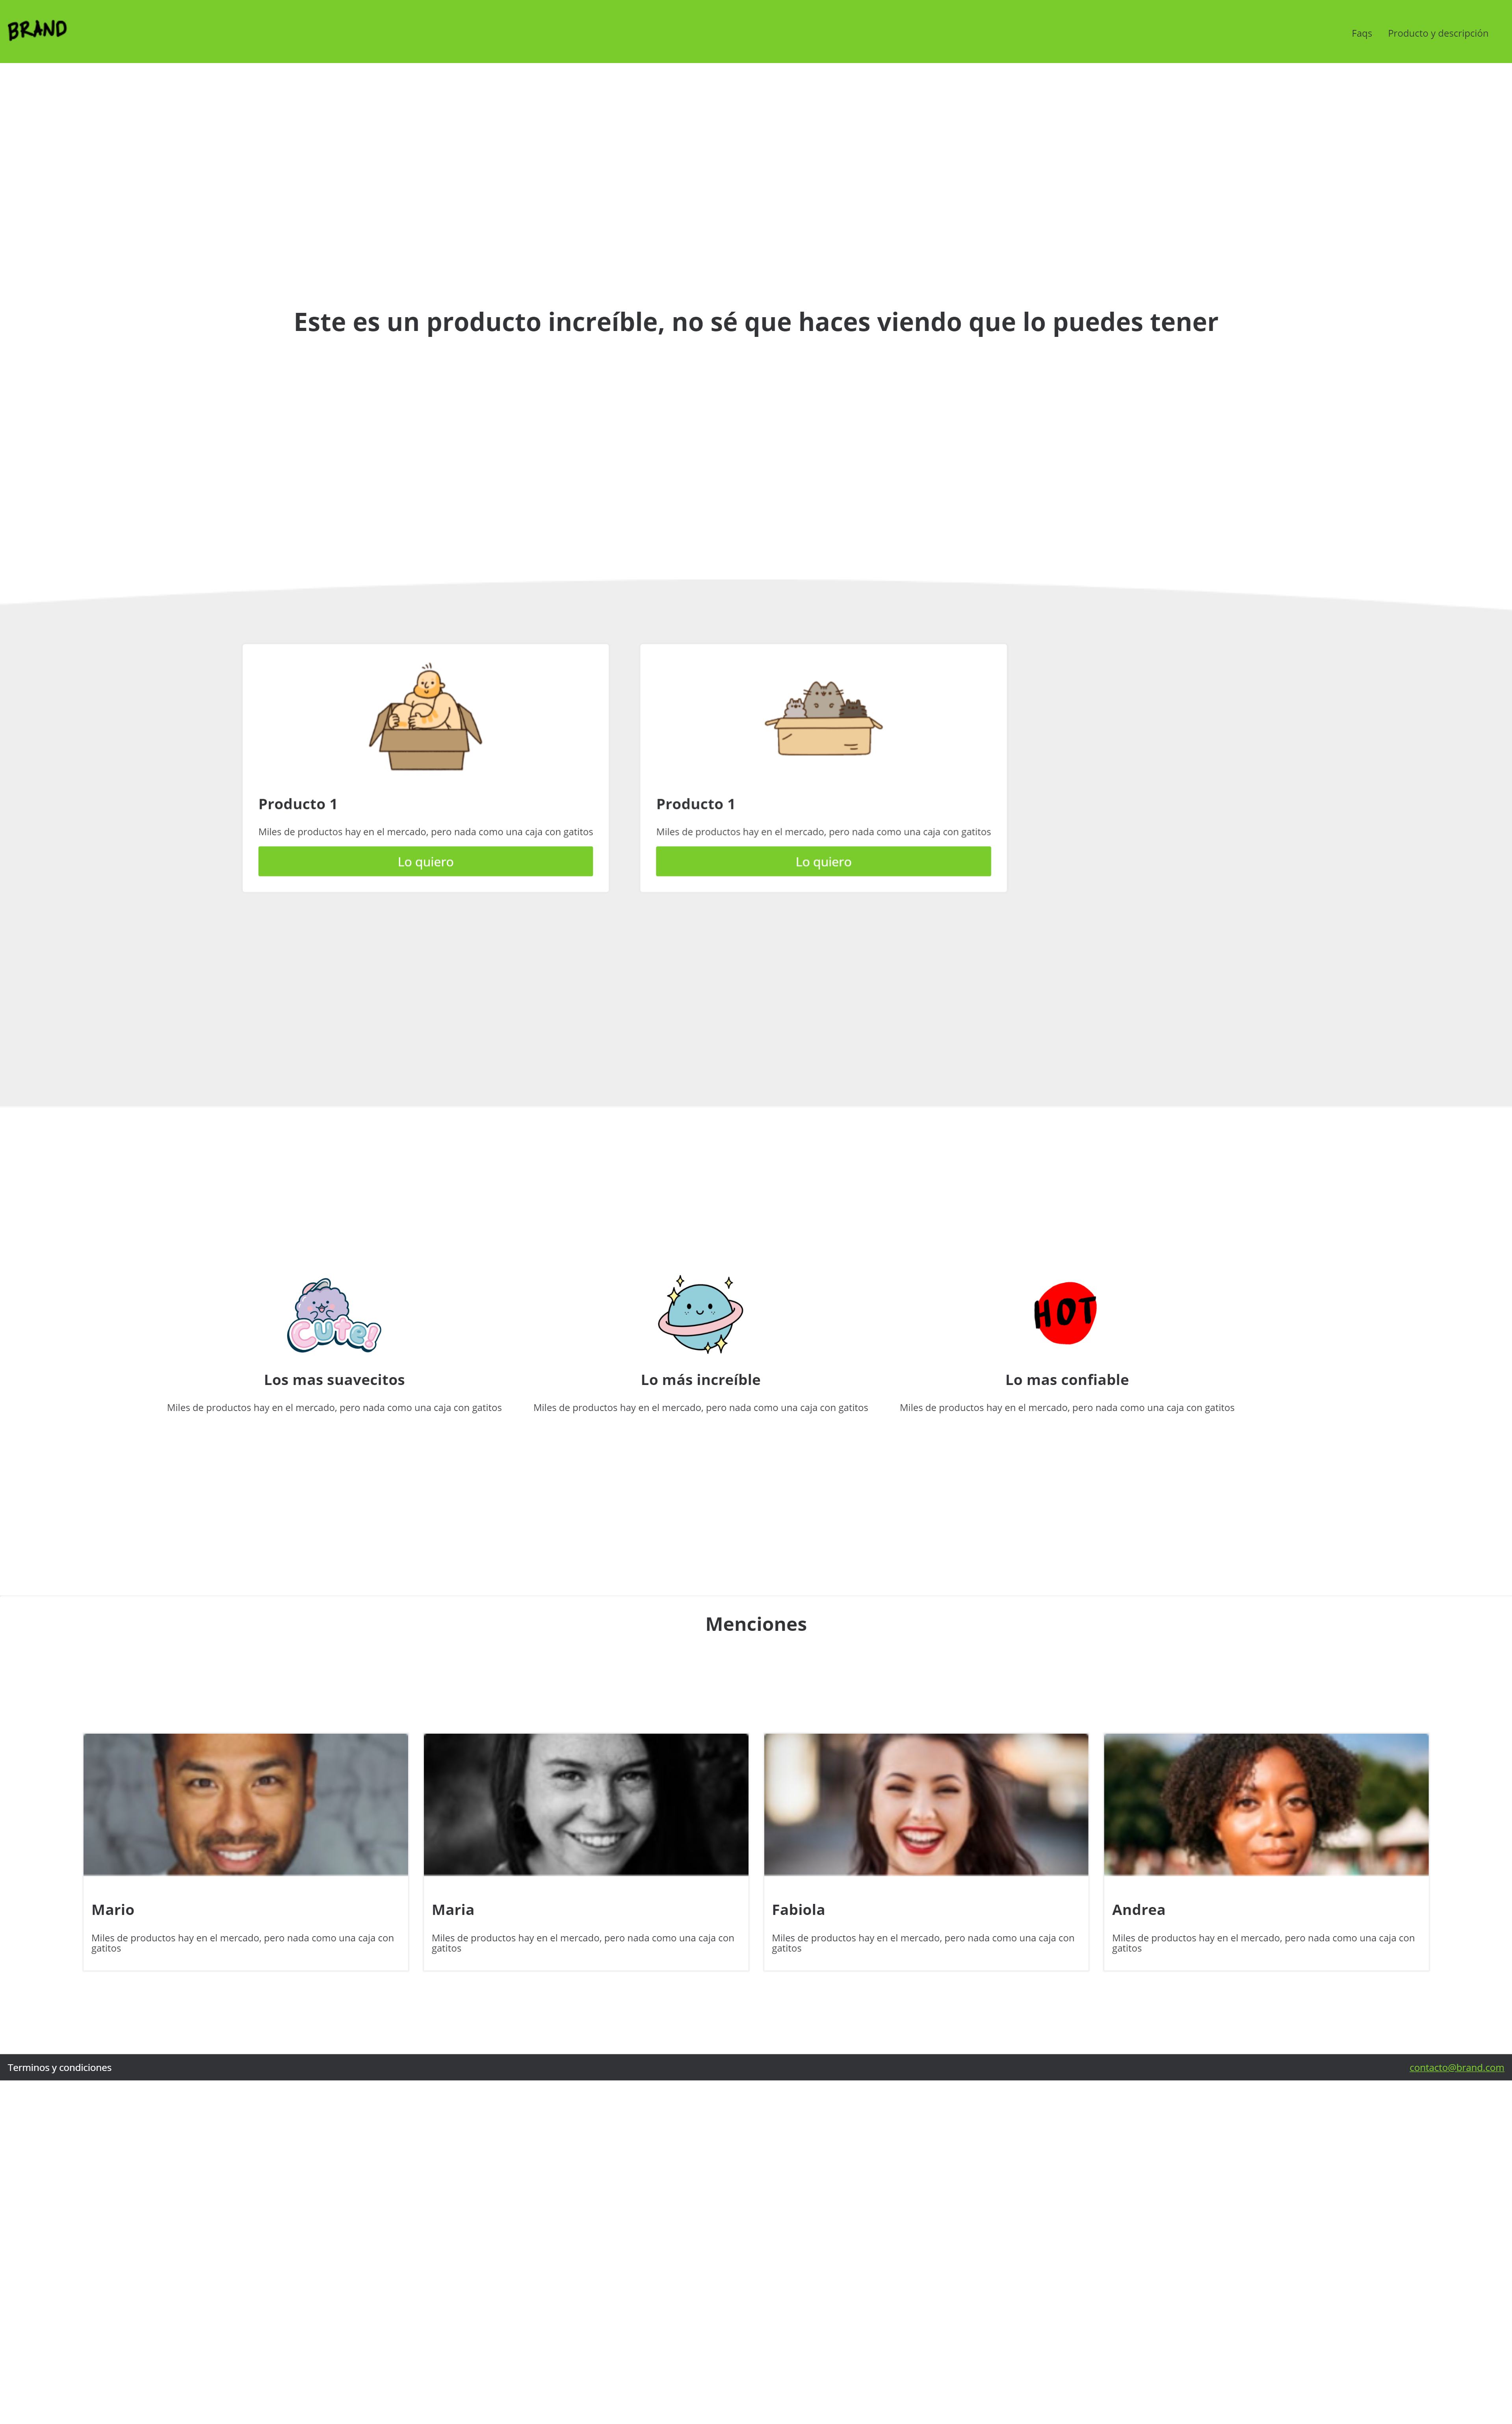 BRAND
Faqs
Producto y descripción
Este es un producto increíble, no sé que haces viendo que lo puedes tener
Producto 1
Miles de productos hay en el mercado, pero nada como una caja con gatitos
Lo quiero
Producto 1
Miles de productos hay en el mercado, pero nada como una caja con gatitos
Lo quiero
Cute!
Los mas suavecitos
Miles de productos hay en el mercado, pero nada como una caja con gatitos
Lo más increíble
Miles de productos hay en el mercado, pero nada como una caja con gatitos
HOT
Lo mas confiable
Miles de productos hay en el mercado, pero nada como una caja con gatitos
Menciones
Mario
Miles de productos hay en el mercado, pero nada como una caja con
gatitos
Maria
Miles de productos hay en el mercado, pero nada como una caja con
gatitos
Fabiola
Miles de productos hay en el mercado, pero nada como una caja con
gatitos
Andrea
Miles de productos hay en el mercado, pero nada como una caja con
gatitos
Terminos y condiciones
contacto@brand.com